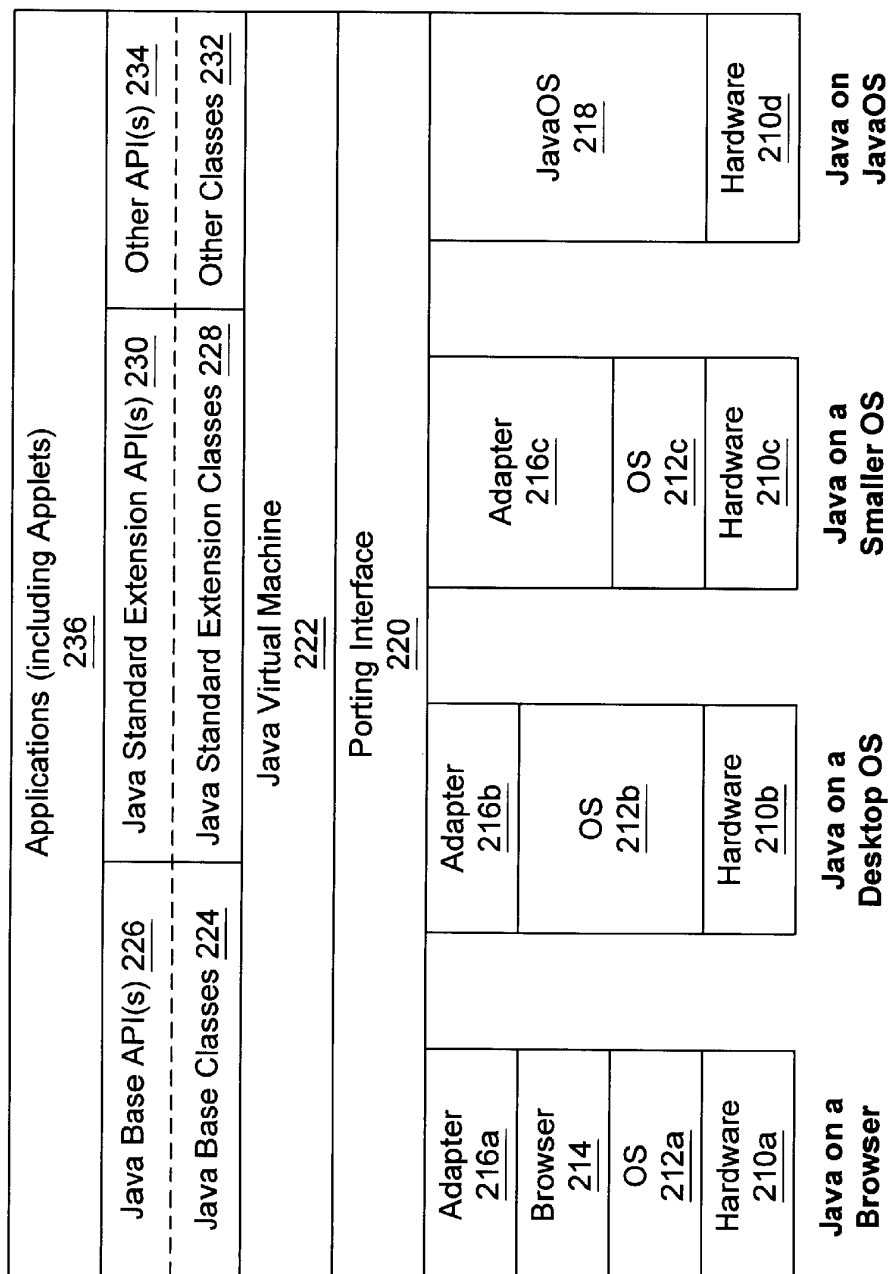 Applications (including Applets)
236
Java Base API(s) 226
Java Standard Extension API(s) 230
Other API(s) 234
Java Base Classes 224
Java Standard Extension Classes 228
Other Classes 232
Java Virtual Machine
222
Porting Interface
220
Adapter
216a
Browser
214
OS
212a
Hardware
210a
Java on a
Browser
Adapter
216b
OS
212b
Hardware
210b
Java on a
Desktop OS
Adapter
216c
OS
212c
Hardware
210c
Java on a
Smaller OS
JavaOS
218
Hardware
210d
Java on
JavaOS